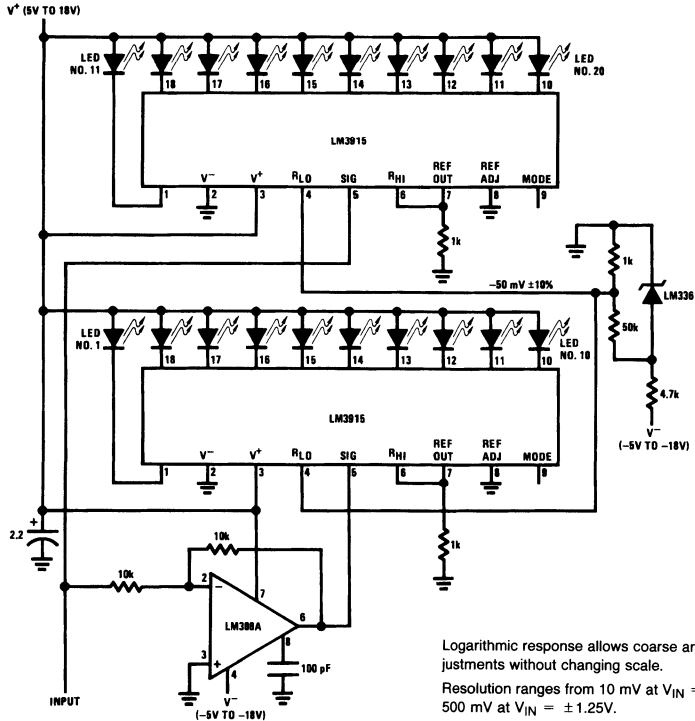 V+ (5V TO 18V)
LED
NO. 11
LED
NO. 20
18 17 16 15 14 13 12 11 10
LM3915
V− V+ RLO SIG RHI REF OUT REF ADJ MODE
1 2 3 4 5 6 7 8 9
1k
−50 mV ±10%
1k
LM336
50k
4.7k
V−
(−5V TO −18V)
LED
NO. 1
LED
NO. 10
18 17 16 15 14 13 12 11 10
LM3915
V− V+ RLO SIG RHI REF OUT REF ADJ MODE
1 2 3 4 5 6 7 8 9
1k
+
2.2
10k
10k
2
−
7
LM308A
6
8
3
+
4
100 pF
V−
(−5V TO −18V)
INPUT
Logarithmic response allows coarse
justments without changing scale.
Resolution ranges from 10 mV at VIN =
500 mV at VIN = ±1.25V.